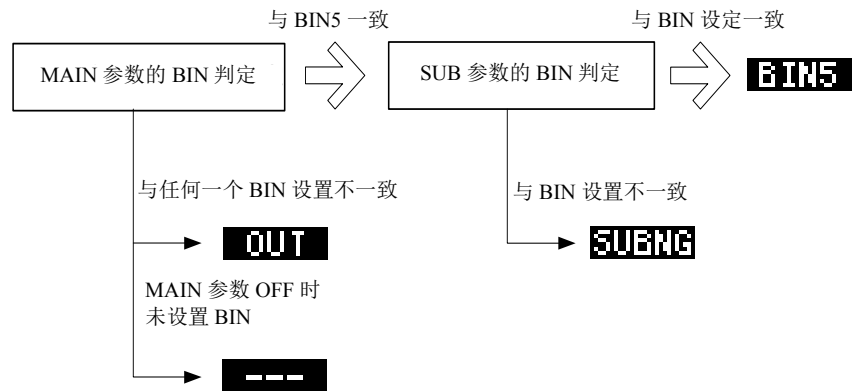 与 BIN5 一致
与 BIN 设定一致
MAIN 参数的 BIN 判定
SUB 参数的 BIN 判定
BIN5
与任何一个 BIN 设置不一致
与 BIN 设置不一致
OUT
SUBNG
MAIN 参数 OFF 时
未设置 BIN
---